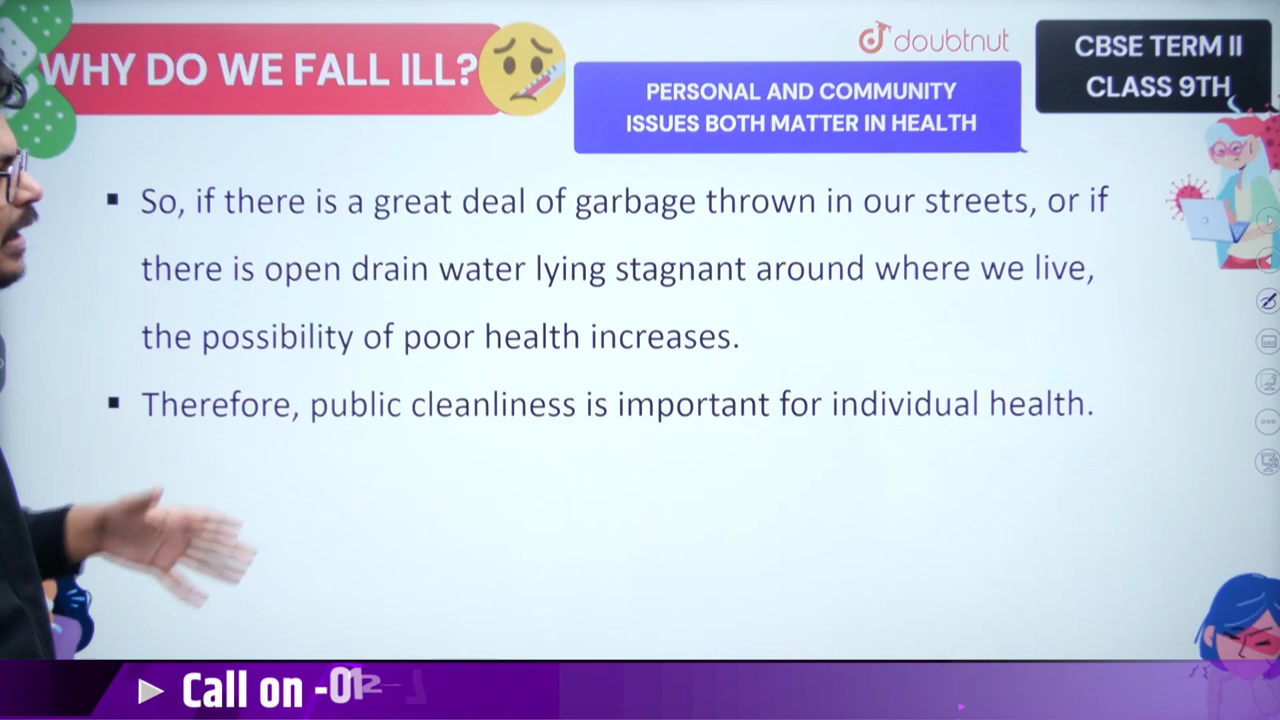 WHY DO WE FALL ILL?
doubtnut
PERSONAL AND COMMUNITY
ISSUES BOTH MATTER IN HEALTH
CBSE TERM II
CLASS 9TH
▪ So, if there is a great deal of garbage thrown in our streets, or if
there is open drain water lying stagnant around where we live,
the possibility of poor health increases.
▪ Therefore, public cleanliness is important for individual health.
Call on -012